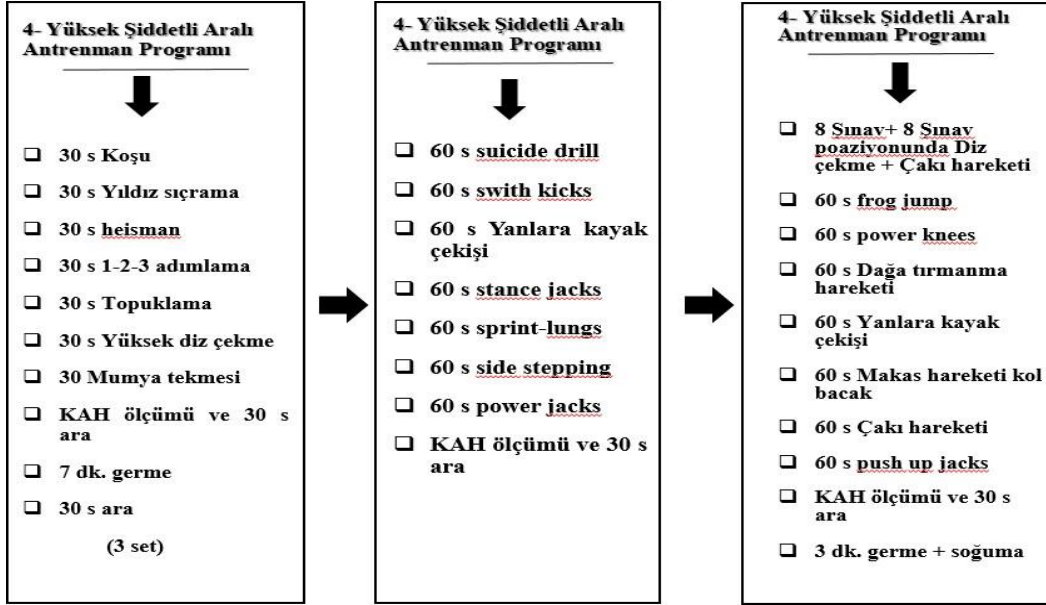 4- Yüksek Şiddetli Aralı
Antrenman Programı
30 s Koşu
30 s Yıldız sıçrama
30 s heisman
30 s 1-2-3 adımlama
30 s Topuklama
30 s Yüksek diz çekme
30 Mumya tekmesi
KAH ölçümü ve 30 s
ara
7 dk. germe
30 s ara
(3 set)
4- Yüksek Şiddetli Aralı
Antrenman Programı
60 s suicide drill
60 s swith kicks
60 s Yanlara kayak
çekişi
60 s stance jacks
60 s sprint-lungs
60 s side stepping
60 s power jacks
KAH ölçümü ve 30 s
ara
4- Yüksek Şiddetli Aralı
Antrenman Programı
8 Şınav+ 8 Şınav
poaziyonunda Diz
çekme + Çakı hareketi
60 s frog jump
60 s power knees
60 s Dağa tırmanma
hareketi
60 s Yanlara kayak
çekişi
60 s Makas hareketi kol
bacak
60 s Çakı hareketi
60 s push up jacks
KAH ölçümü ve 30 s
ara
3 dk. germe + soğuma